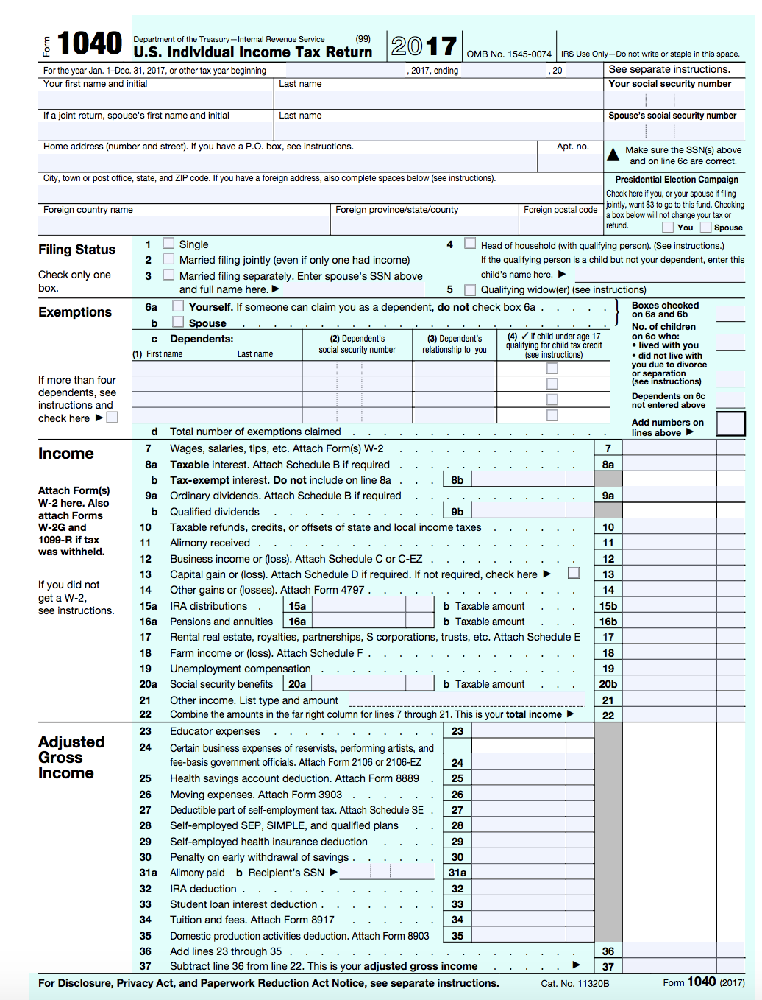 Form 1040 Department of the Treasury—Internal Revenue Service (99)
U.S. Individual Income Tax Return 2017 OMB No. 1545-0074 IRS Use Only—Do not write or staple in this space.
For the year Jan. 1–Dec. 31, 2017, or other tax year beginning , 2017, ending , 20 See separate instructions.
Your first name and initial Last name Your social security number
If a joint return, spouse's first name and initial Last name Spouse's social security number
Home address (number and street). If you have a P.O. box, see instructions. Apt. no.
▲ Make sure the SSN(s) above
and on line 6c are correct.
City, town or post office, state, and ZIP code. If you have a foreign address, also complete spaces below (see instructions).
Foreign country name Foreign province/state/county Foreign postal code
Presidential Election Campaign
Check here if you, or your spouse if filing
jointly, want $3 to go to this fund. Checking
a box below will not change your tax or
refund. You Spouse
Filing Status
Check only one
box.
1 Single
2 Married filing jointly (even if only one had income)
3 Married filing separately. Enter spouse's SSN above
and full name here. ▶
4 Head of household (with qualifying person). (See instructions.)
If the qualifying person is a child but not your dependent, enter this
child's name here. ▶
5 Qualifying widow(er) (see instructions)
Exemptions
6a Yourself. If someone can claim you as a dependent, do not check box 6a . . . . .
b Spouse . . . . . . . . . . . . . . . . . . . . . . . .
c Dependents:
(1) First name Last name
(2) Dependent's
social security number
(3) Dependent's
relationship to you
(4) ✓ if child under age 17
qualifying for child tax credit
(see instructions)
If more than four
dependents, see
instructions and
check here ▶
d Total number of exemptions claimed . . . . . . . . . . . . . . . . .
Boxes checked
on 6a and 6b
No. of children
on 6c who:
• lived with you
• did not live with
you due to divorce
or separation
(see instructions)
Dependents on 6c
not entered above
Add numbers on
lines above ▶
Income
Attach Form(s)
W-2 here. Also
attach Forms
W-2G and
1099-R if tax
was withheld.
If you did not
get a W-2,
see instructions.
7 Wages, salaries, tips, etc. Attach Form(s) W-2 . . . . . . . . . . . . 7
8a Taxable interest. Attach Schedule B if required . . . . . . . . . . . . 8a
b Tax-exempt interest. Do not include on line 8a . . . 8b
9a Ordinary dividends. Attach Schedule B if required . . . . . . . . . . . 9a
b Qualified dividends . . . . . . . . . . . 9b
10 Taxable refunds, credits, or offsets of state and local income taxes . . . . . . 10
11 Alimony received . . . . . . . . . . . . . . . . . . . . . 11
12 Business income or (loss). Attach Schedule C or C-EZ . . . . . . . . . . 12
13 Capital gain or (loss). Attach Schedule D if required. If not required, check here ▶ 13
14 Other gains or (losses). Attach Form 4797 . . . . . . . . . . . . . . 14
15a IRA distributions . 15a b Taxable amount . . . 15b
16a Pensions and annuities 16a b Taxable amount . . . 16b
17 Rental real estate, royalties, partnerships, S corporations, trusts, etc. Attach Schedule E 17
18 Farm income or (loss). Attach Schedule F . . . . . . . . . . . . . . 18
19 Unemployment compensation . . . . . . . . . . . . . . . . . 19
20a Social security benefits 20a b Taxable amount . . . 20b
21 Other income. List type and amount 21
22 Combine the amounts in the far right column for lines 7 through 21. This is your total income ▶ 22
Adjusted
Gross
Income
23 Educator expenses . . . . . . . . . . . 23
24 Certain business expenses of reservists, performing artists, and
fee-basis government officials. Attach Form 2106 or 2106-EZ 24
25 Health savings account deduction. Attach Form 8889 . 25
26 Moving expenses. Attach Form 3903 . . . . . . 26
27 Deductible part of self-employment tax. Attach Schedule SE . 27
28 Self-employed SEP, SIMPLE, and qualified plans . . 28
29 Self-employed health insurance deduction . . . . 29
30 Penalty on early withdrawal of savings . . . . . . 30
31a Alimony paid b Recipient's SSN ▶ 31a
32 IRA deduction . . . . . . . . . . . . . 32
33 Student loan interest deduction . . . . . . . . 33
34 Tuition and fees. Attach Form 8917 . . . . . . 34
35 Domestic production activities deduction. Attach Form 8903 35
36 Add lines 23 through 35 . . . . . . . . . . . . . . . . . . . 36
37 Subtract line 36 from line 22. This is your adjusted gross income . . . . . ▶ 37
For Disclosure, Privacy Act, and Paperwork Reduction Act Notice, see separate instructions. Cat. No. 11320B Form 1040 (2017)